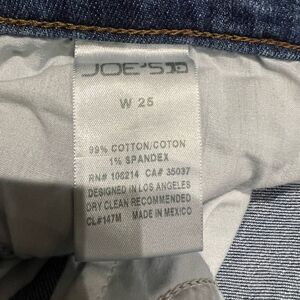 JOE'S
W 25
99% COTTON/COTON
1% SPANDEX
RN# 106214 CA# 35037
DESIGNED IN LOS ANGELES
DRY CLEAN RECOMMENDED
CL#147M MADE IN MEXICO